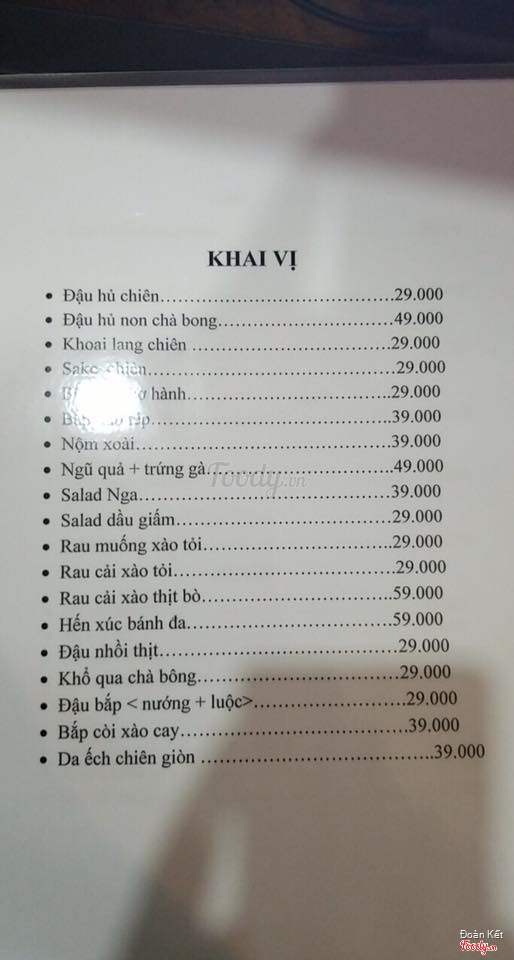 KHAI VỊ
• Đậu hủ chiên……………………………………29.000
• Đậu hủ non chà bong…………………………49.000
• Khoai lang chiên ………………………………29.000
• Sake chiên………………………………………29.000
• hành………………………………29.000
• 39.000
• Nộm xoài…………………………………………39.000
• Ngũ quả + trứng gà……………………………49.000
• Salad Nga…………………………………………39.000
• Salad dầu giấm…………………………………29.000
• Rau muống xào tỏi………………………………29.000
• Rau cải xào tỏi……………………………………29.000
• Rau cải xào thịt bò………………………………59.000
• Hến xúc bánh đa…………………………………59.000
• Đậu nhồi thịt………………………………………29.000
• Khổ qua chà bông………………………………29.000
• Đậu bắp < nướng + luộc>………………………29.000
• Bắp còi xào cay……………………………………39.000
• Da ếch chiên giòn …………………………………39.000
Foody.vn
Đoàn Kết
Foody.vn